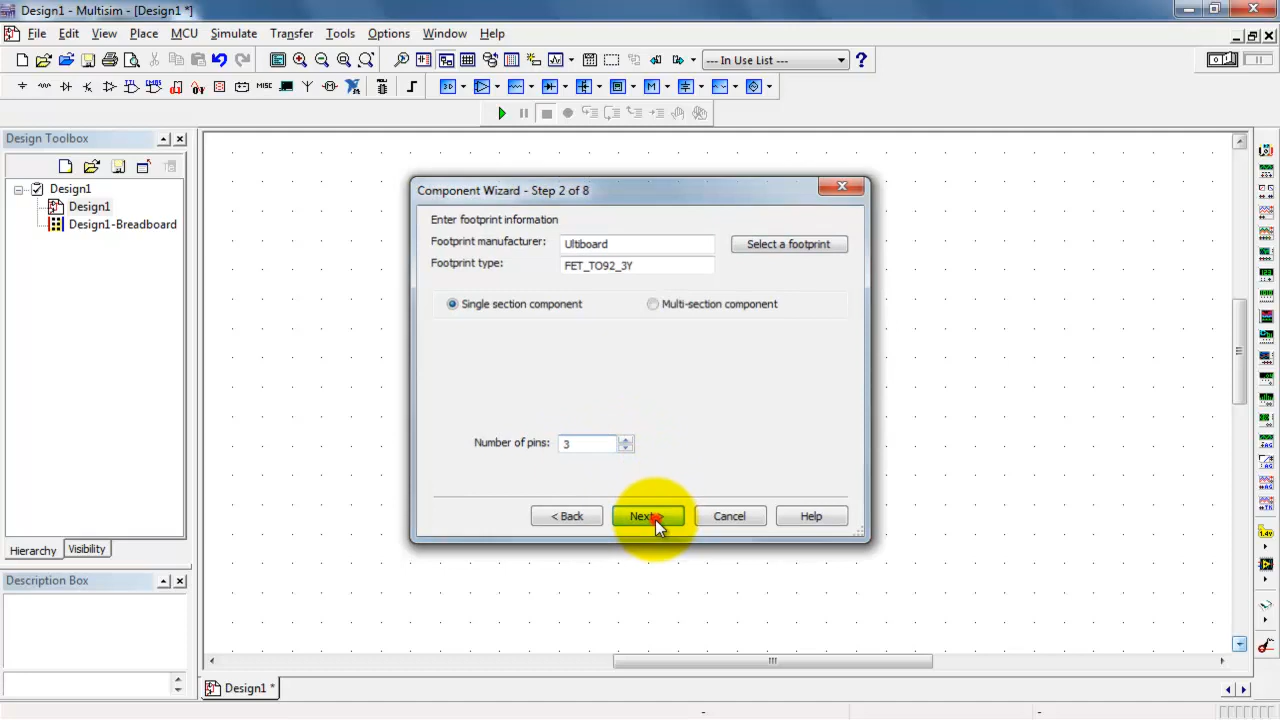 Design1 - Multisim - [Design1 *]
File Edit View Place MCU Simulate Transfer Tools Options Window Help
--- In Use List ---
Design Toolbox
Design1
Design1
Design1-Breadboard
Hierarchy Visibility
Description Box
Component Wizard - Step 2 of 8
Enter footprint information
Footprint manufacturer: Ultiboard Select a footprint
Footprint type: FET_TO92_3Y
Single section component Multi-section component
Number of pins: 3
< Back Next > Cancel Help
Design1 *